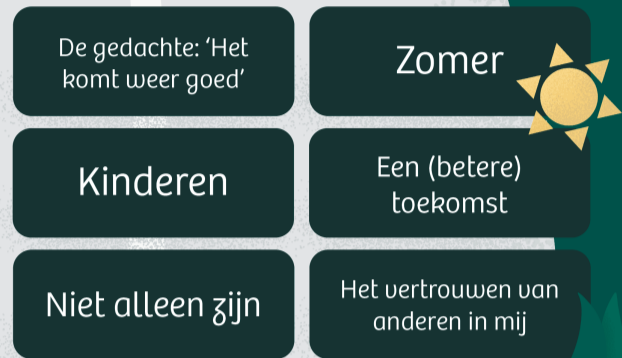 De gedachte: ‘Het
komt weer goed’
Zomer
Kinderen
Een (betere)
toekomst
Niet alleen zijn
Het vertrouwen van
anderen in mij